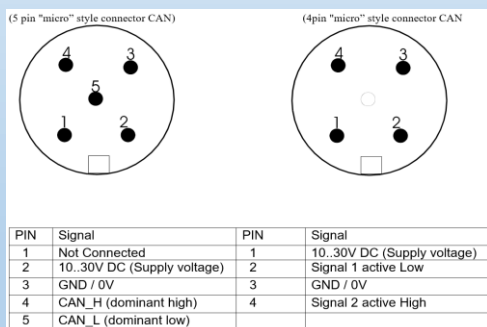 (5 pin "micro" style connector CAN)
(4pin "micro" style connector CAN
4 3
5
1 2
4 3
1 2
PIN Signal PIN Signal
1 Not Connected 1 10..30V DC (Supply voltage)
2 10..30V DC (Supply voltage) 2 Signal 1 active Low
3 GND / 0V 3 GND / 0V
4 CAN_H (dominant high) 4 Signal 2 active High
5 CAN_L (dominant low)